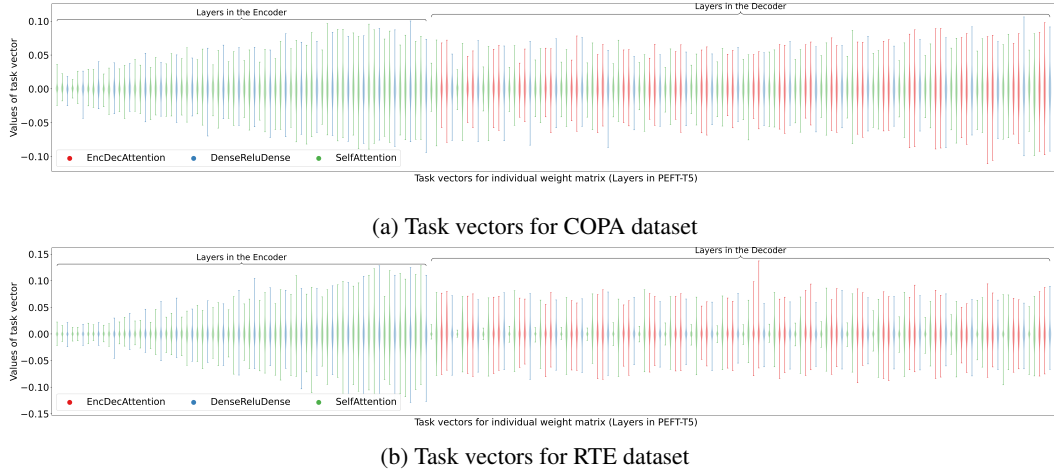 Layers in the Encoder
Layers in the Decoder
0.10
0.05
0.00
−0.05
−0.10
Values of task vector
EncDecAttention DenseReluDense SelfAttention
Task vectors for individual weight matrix (Layers in PEFT-T5)
(a) Task vectors for COPA dataset
Layers in the Encoder
Layers in the Decoder
0.15
0.10
0.05
0.00
−0.05
−0.10
−0.15
Values of task vector
EncDecAttention DenseReluDense SelfAttention
Task vectors for individual weight matrix (Layers in PEFT-T5)
(b) Task vectors for RTE dataset